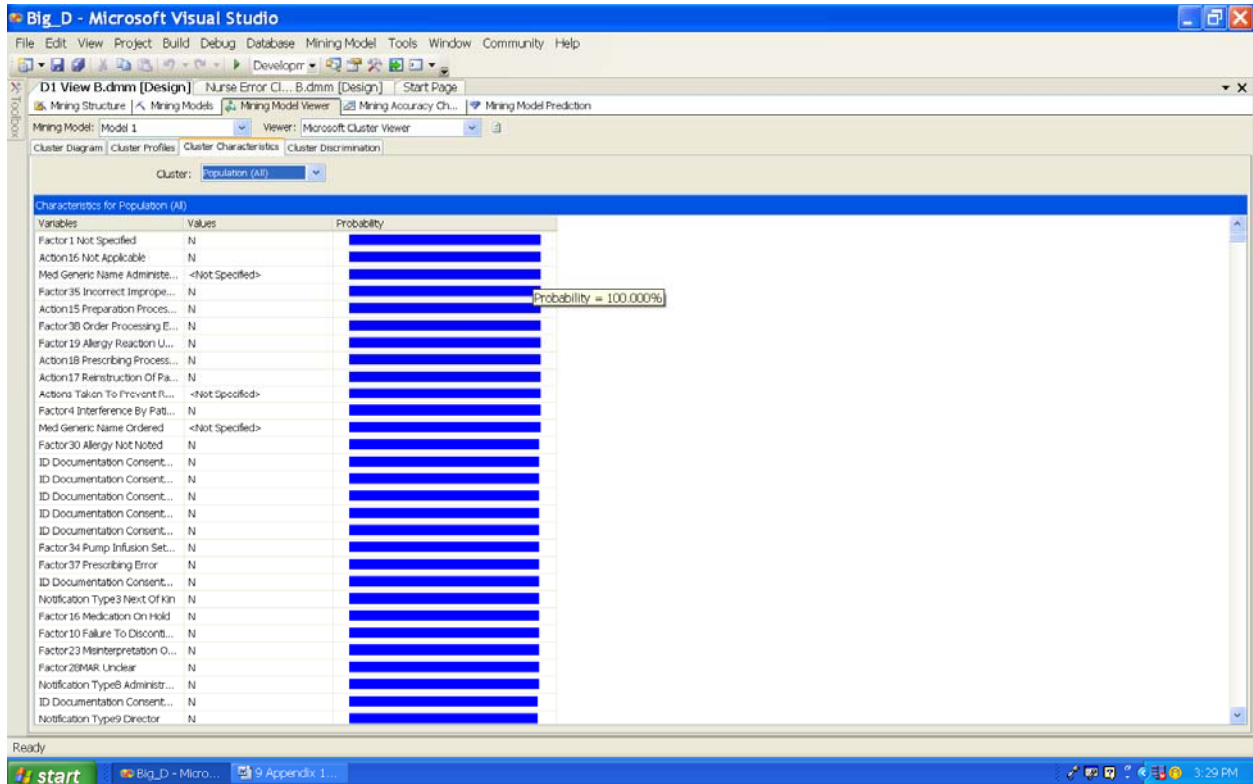 Big_D - Microsoft Visual Studio
File Edit View Project Build Debug Database Mining Model Tools Window Community Help
Developm
D1 View B.dmm [Design] Nurse Error Cl... B.dmm [Design] Start Page
Toolbox
Mining Structure Mining Models Mining Model Viewer Mining Accuracy Ch... Mining Model Prediction
Mining Model: Model 1 Viewer: Microsoft Cluster Viewer
Cluster Diagram Cluster Profiles Cluster Characteristics Cluster Discrimination
Cluster: Population (All)
Characteristics for Population (All)
Variables Values Probability
Factor1 Not Specified N
Action16 Not Applicable N
Med Generic Name Administe... <Not Specified>
Factor35 Incorrect Imprope... N
Probability = 100.000%
Action15 Preparation Proces... N
Factor38 Order Processing E... N
Factor19 Allergy Reaction U... N
Action18 Prescribing Process... N
Action17 Reinstruction Of Pa... N
Actions Taken To Prevent R... <Not Specified>
Factor4 Interference By Pati... N
Med Generic Name Ordered <Not Specified>
Factor30 Allergy Not Noted N
ID Documentation Consent... N
ID Documentation Consent... N
ID Documentation Consent... N
ID Documentation Consent... N
ID Documentation Consent... N
Factor34 Pump Infusion Set... N
Factor37 Prescribing Error N
ID Documentation Consent... N
Notification Type3 Next Of Kin N
Factor16 Medication On Hold N
Factor10 Failure To Disconti... N
Factor23 Misinterpretation O... N
Factor28MAR Unclear N
Notification Type8 Administr... N
ID Documentation Consent... N
Notification Type9 Director N
Ready
start Big_D - Micro... 9 Appendix 1... 3:29 PM